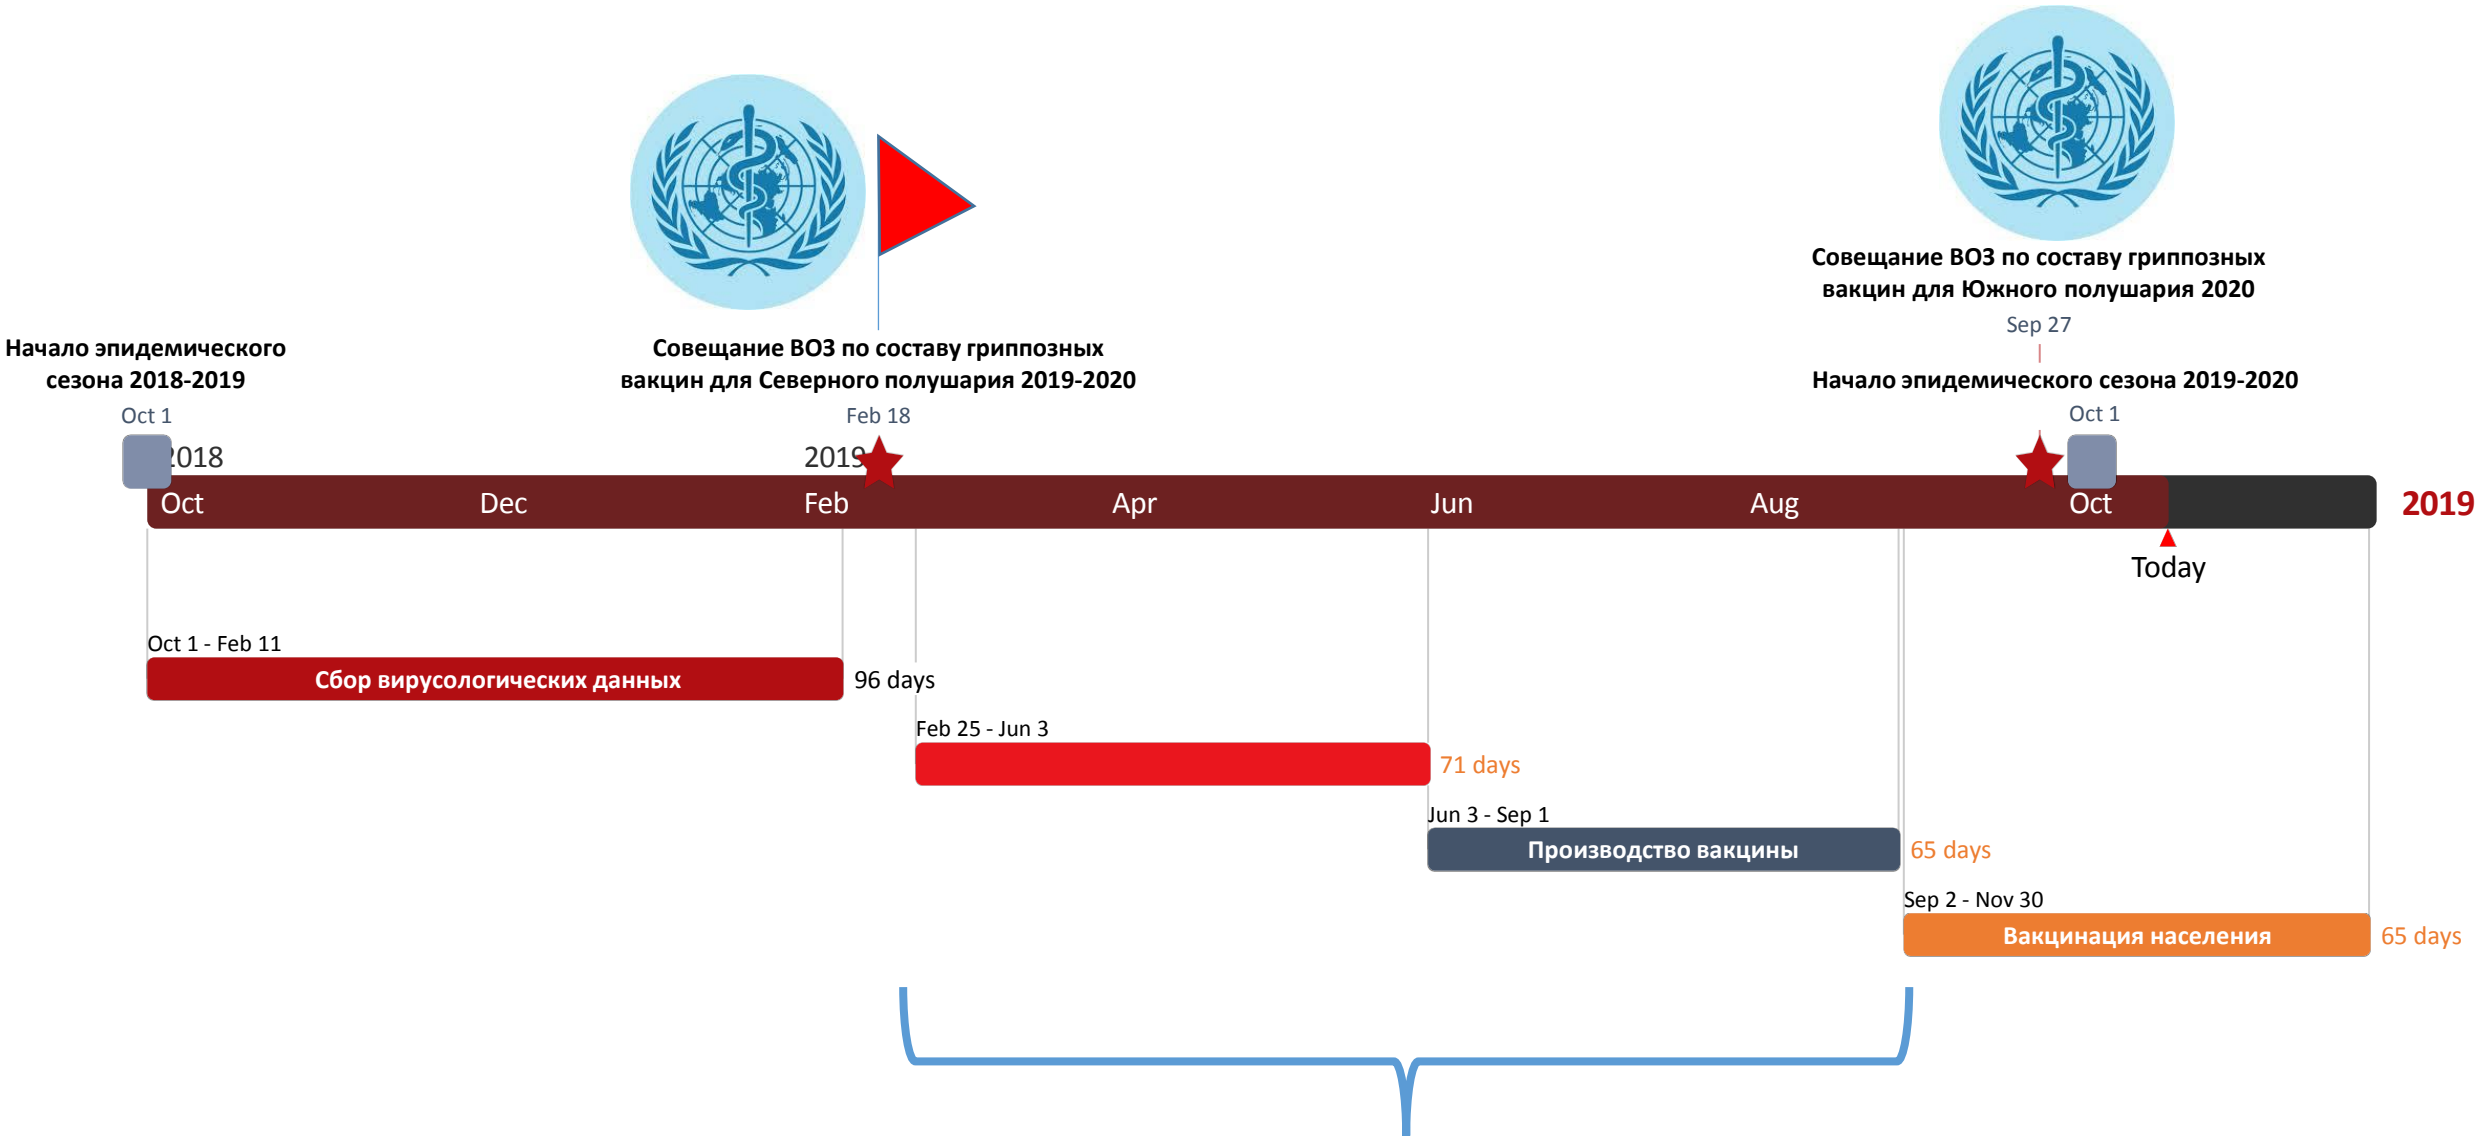 Совещание ВОЗ по составу гриппозных
вакцин для Южного полушария 2020
Sep 27
Начало эпидемического
сезона 2018-2019
Oct 1
Совещание ВОЗ по составу гриппозных
вакцин для Северного полушария 2019-2020
Feb 18
Начало эпидемического сезона 2019-2020
Oct 1
2018
2019
Oct
Dec
Feb
Apr
Jun
Aug
Oct
2019
Today
Oct 1 - Feb 11
Сбор вирусологических данных
96 days
Feb 25 - Jun 3
71 days
Jun 3 - Sep 1
Производство вакцины
65 days
Sep 2 - Nov 30
Вакцинация населения
65 days